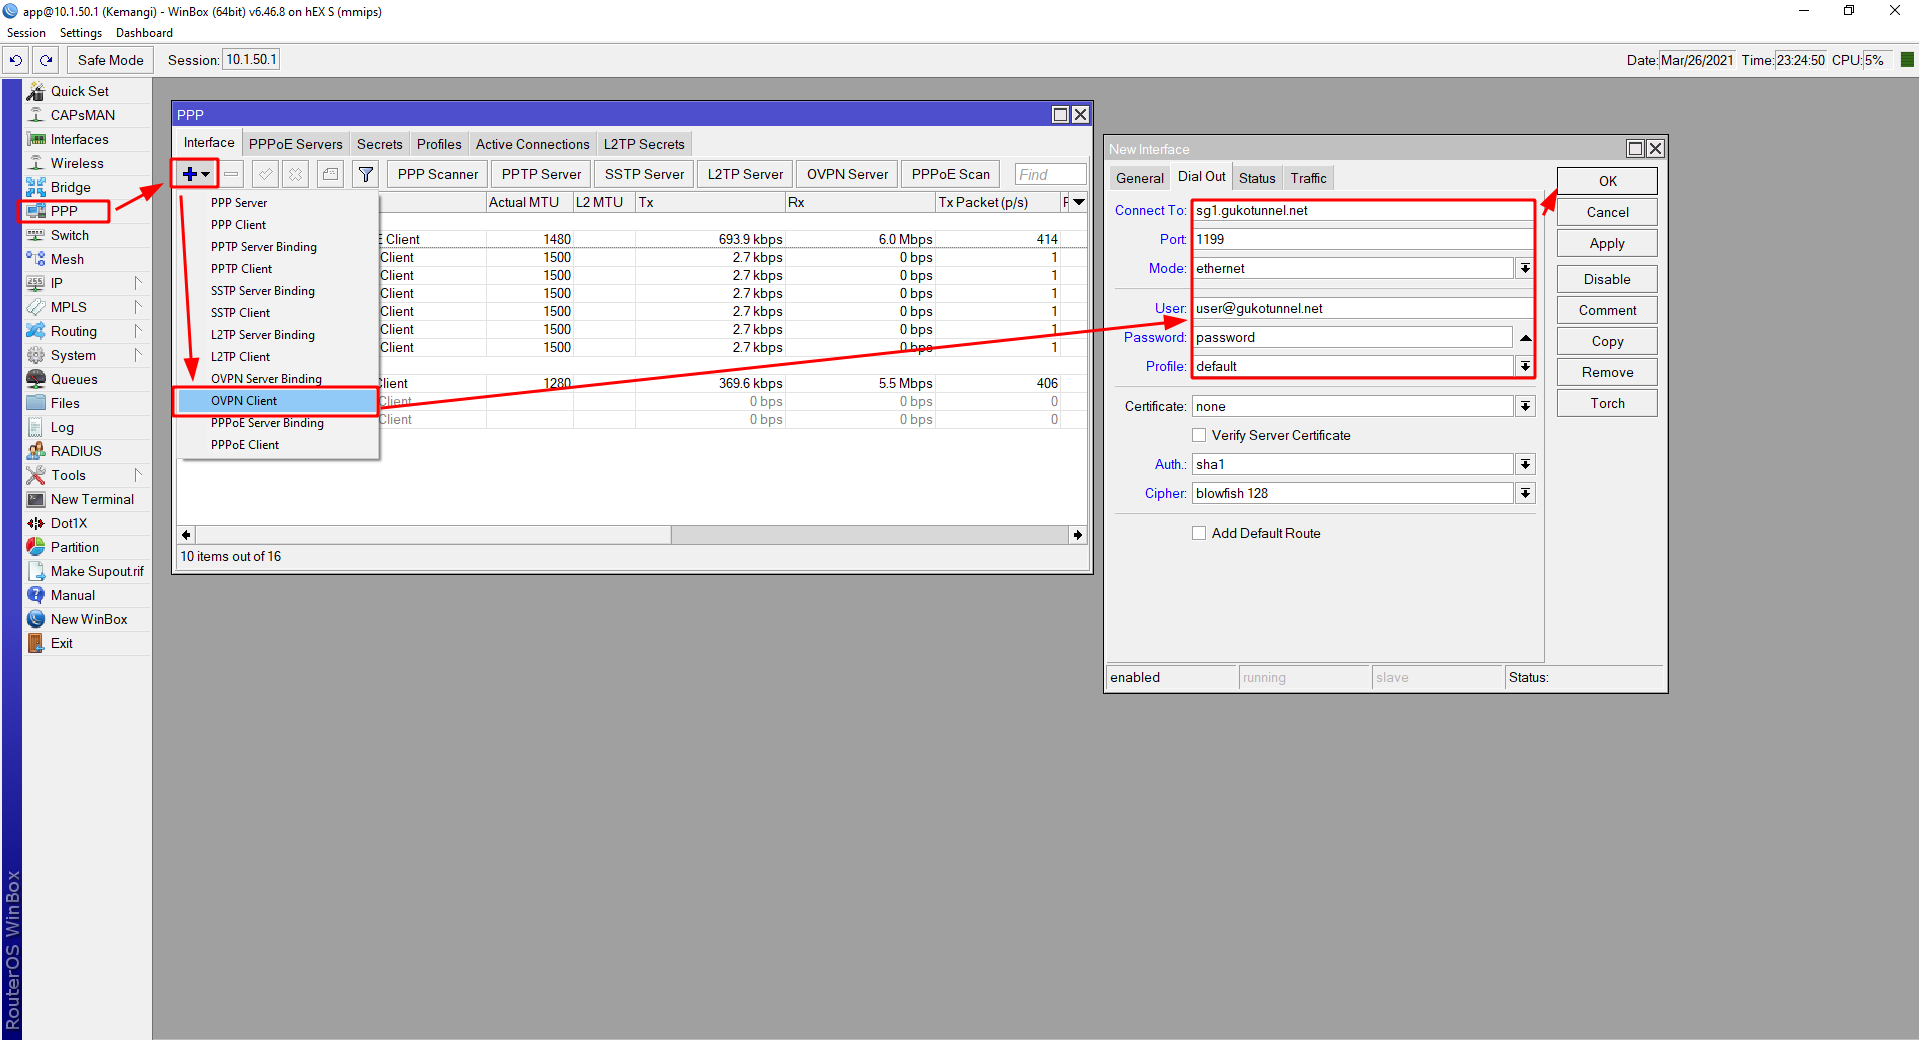 app@10.1.50.1 (Kemangi) - WinBox (64bit) v6.46.8 on hEX S (mmips)
Session Settings Dashboard
Safe Mode Session: 10.1.50.1 Date: Mar/26/2021 Time: 23:24:50 CPU: 5%
Quick Set
CAPsMAN
Interfaces
Wireless
Bridge
PPP
Switch
Mesh
IP
MPLS
Routing
System
Queues
Files
Log
RADIUS
Tools
New Terminal
Dot1X
Partition
Make Supout.rif
Manual
New WinBox
Exit
RouterOS WinBox
PPP
Interface PPPoE Servers Secrets Profiles Active Connections L2TP Secrets
PPP Scanner PPTP Server SSTP Server L2TP Server OVPN Server PPPoE Scan Find
Actual MTU L2 MTU Tx Rx Tx Packet (p/s)
E Client 1480 693.9 kbps 6.0 Mbps 414
Client 1500 2.7 kbps 0 bps 1
Client 1500 2.7 kbps 0 bps 1
Client 1500 2.7 kbps 0 bps 1
Client 1500 2.7 kbps 0 bps 1
Client 1500 2.7 kbps 0 bps 1
Client 1500 2.7 kbps 0 bps 1
Client 1280 369.6 kbps 5.5 Mbps 406
Client 0 bps 0 bps 0
Client 0 bps 0 bps 0
10 items out of 16
PPP Server
PPP Client
PPTP Server Binding
PPTP Client
SSTP Server Binding
SSTP Client
L2TP Server Binding
L2TP Client
OVPN Server Binding
OVPN Client
PPPoE Server Binding
PPPoE Client
New Interface
General Dial Out Status Traffic
Connect To: sg1.gukotunnel.net
Port: 1199
Mode: ethernet
User: user@gukotunnel.net
Password: password
Profile: default
Certificate: none
Verify Server Certificate
Auth.: sha1
Cipher: blowfish 128
Add Default Route
OK
Cancel
Apply
Disable
Comment
Copy
Remove
Torch
enabled running slave Status: